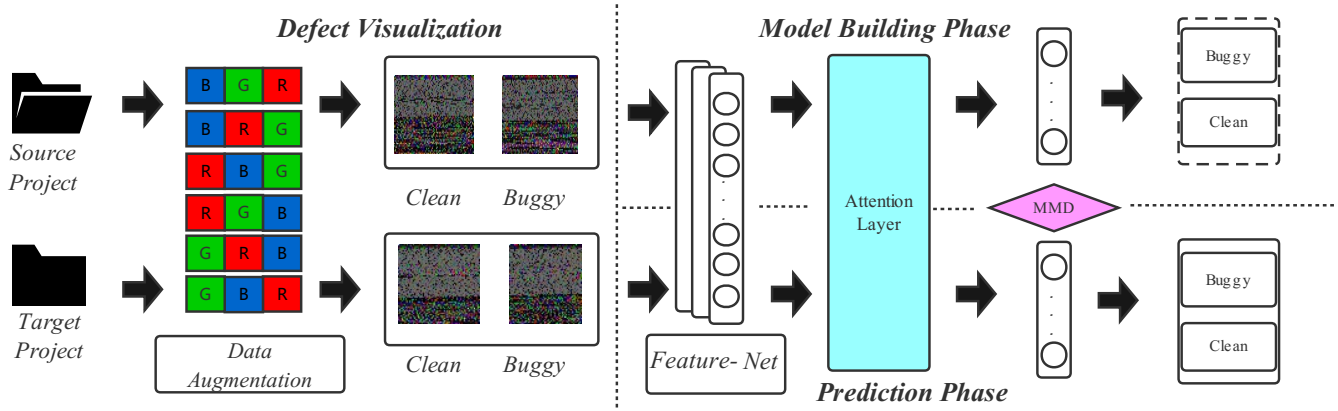 Defect Visualization
Model Building Phase
Source
Project
B G R
B R G
R B G
R G B
G R B
G B R
Clean Buggy
Target
Project
Data
Augmentation
Clean Buggy
Feature- Net
Attention
Layer
MMD
Buggy
Clean
Buggy
Clean
Prediction Phase